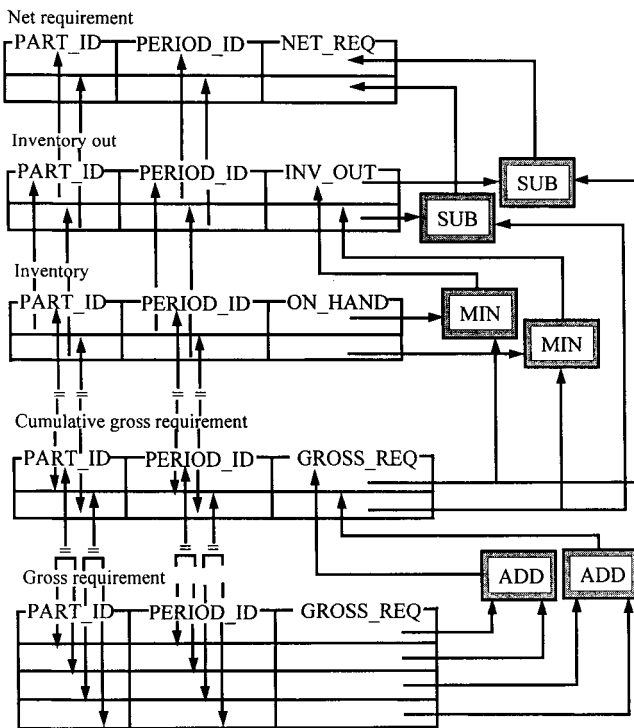 Net requirement
PART_ID PERIOD_ID NET_REQ
Inventory out
PART_ID PERIOD_ID INV_OUT
SUB
SUB
Inventory
PART_ID PERIOD_ID ON_HAND
MIN
MIN
Cumulative gross requirement
PART_ID PERIOD_ID GROSS_REQ
Gross requirement
ADD
ADD
PART_ID PERIOD_ID GROSS_REQ